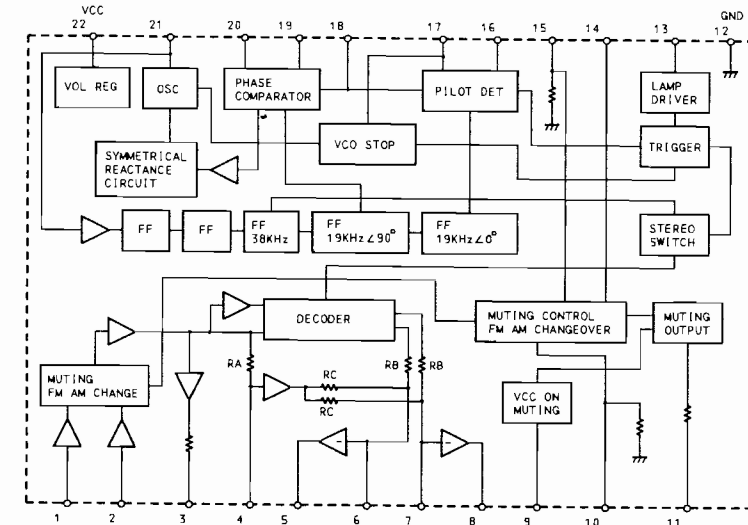 VCC
GND
22 21 20 19 18 17 16 15 14 13 12
VOL REG
OSC
PHASE
COMPARATOR
PILOT DET
LAMP
DRIVER
VCO STOP
TRIGGER
SYMMETRICAL
REACTANCE
CIRCUIT
FF
FF
FF
38KHz
FF
19KHz∠90°
FF
19KHz∠0°
STEREO
SWITCH
DECODER
MUTING CONTROL
FM AM CHANGEOVER
MUTING
OUTPUT
RA
RB
RB
RC
RC
MUTING
FM AM CHANGE
VCC ON
MUTING
1 2 3 4 5 6 7 8 9 10 11